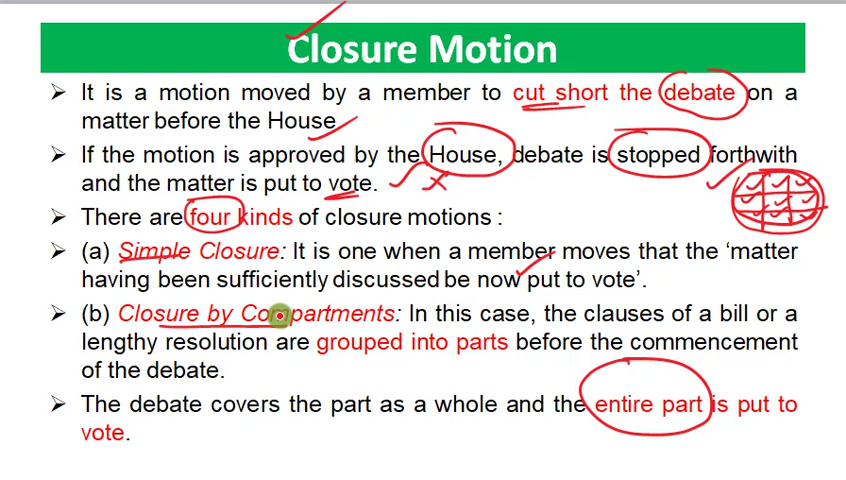 Closure Motion
➤ It is a motion moved by a member to cut short the debate on a
matter before the House
➤ If the motion is approved by the House, debate is stopped forthwith
and the matter is put to vote.
➤ There are four kinds of closure motions :
➤ (a) Simple Closure: It is one when a member moves that the ‘matter
having been sufficiently discussed be now put to vote’.
➤ (b) Closure by Compartments: In this case, the clauses of a bill or a
lengthy resolution are grouped into parts before the commencement
of the debate.
➤ The debate covers the part as a whole and the entire part is put to
vote.